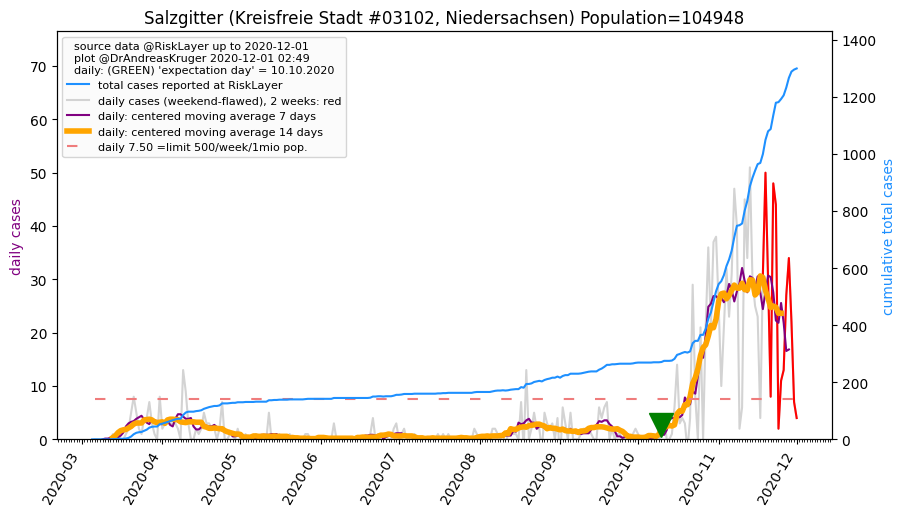 Salzgitter (Kreisfreie Stadt #03102, Niedersachsen) Population=104948
source data @RiskLayer up to 2020-12-01
plot @DrAndreasKruger 2020-12-01 02:49
daily: (GREEN) 'expectation day' = 10.10.2020
total cases reported at RiskLayer
daily cases (weekend-flawed), 2 weeks: red
daily: centered moving average 7 days
daily: centered moving average 14 days
daily 7.50 =limit 500/week/1mio pop.
daily cases
70
60
50
40
30
20
10
0
cumulative total cases
1400
1200
1000
800
600
400
200
0
2020-03
2020-04
2020-05
2020-06
2020-07
2020-08
2020-09
2020-10
2020-11
2020-12